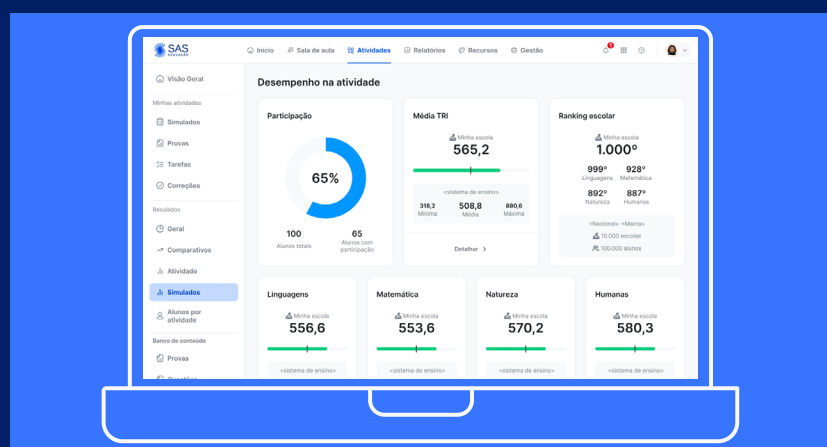 SAS
EDUCAÇÃO
Início
Sala de aula
Atividades
Relatórios
Recursos
Gestão
Visão Geral
Minhas atividades
Simulados
Provas
Tarefas
Correções
Resulados
Geral
Comparativos
Atividade
Simulados
Alunos por
atividade
Banco de conteúdo
Provas
Questões
Desempenho na atividade
Participação
65%
100
Alunos totais
65
Alunos com
participação
Média TRI
Minha escola
565,2
<sistema de ensino>
318,2
Mínima
508,8
Média
880,6
Máxima
Detalhar
Ranking escolar
Minha escola
1.000º
999º
Linguagens
928º
Matemática
892º
Natureza
887º
Humanas
<Nacional> <Marca>
10.000 escolas
100.000 alunos
Linguagens
Minha escola
556,6
<sistema de ensino>
Matemática
Minha escola
553,6
<sistema de ensino>
Natureza
Minha escola
570,2
<sistema de ensino>
Humanas
Minha escola
580,3
<sistema de ensino>